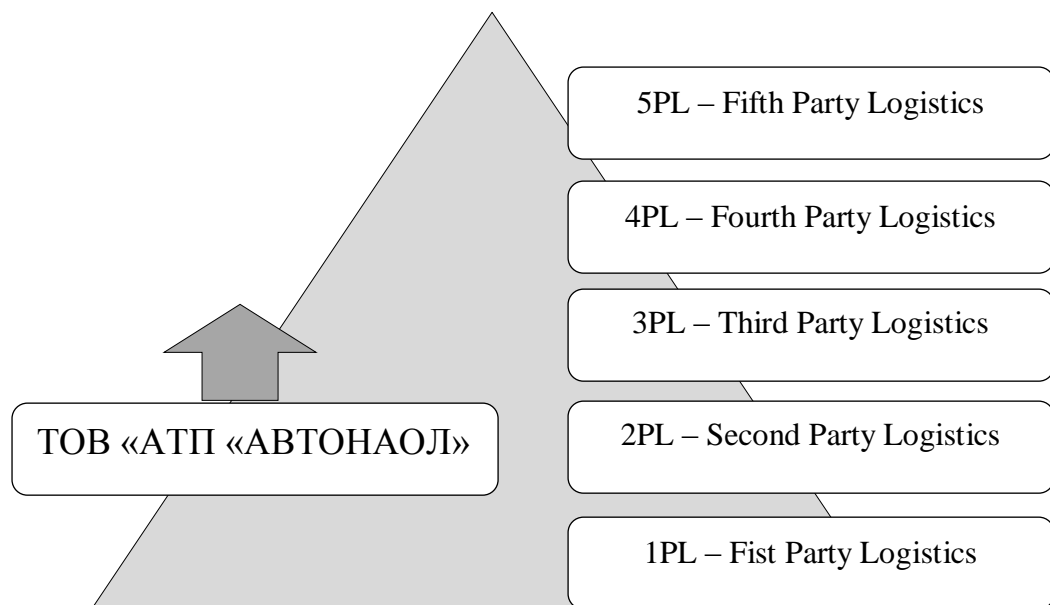 5PL – Fifth Party Logistics
4PL – Fourth Party Logistics
3PL – Third Party Logistics
ТОВ «АТП «АВТОНАОЛ»
2PL – Second Party Logistics
1PL – Fist Party Logistics